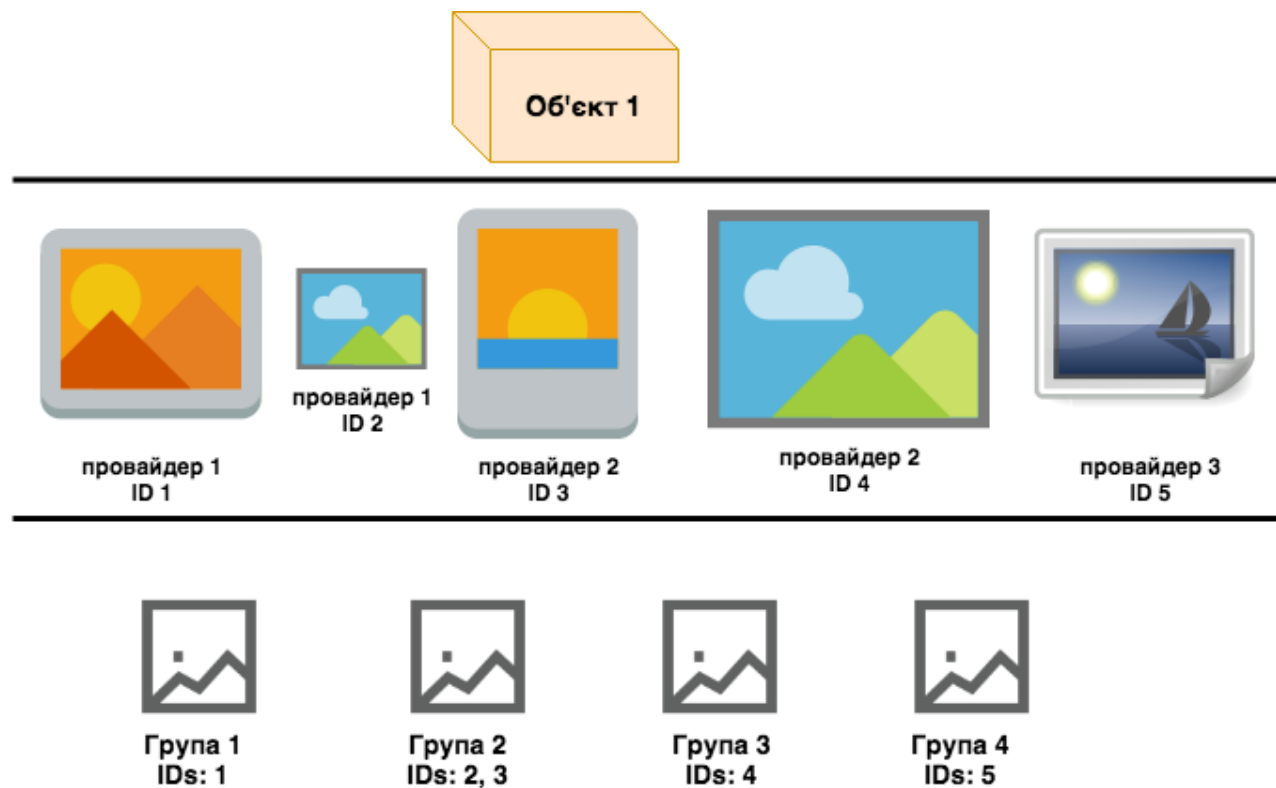 Об'єкт 1
провайдер 1
ID 1
провайдер 1
ID 2
провайдер 2
ID 3
провайдер 2
ID 4
провайдер 3
ID 5
Група 1
IDs: 1
Група 2
IDs: 2, 3
Група 3
IDs: 4
Група 4
IDs: 5